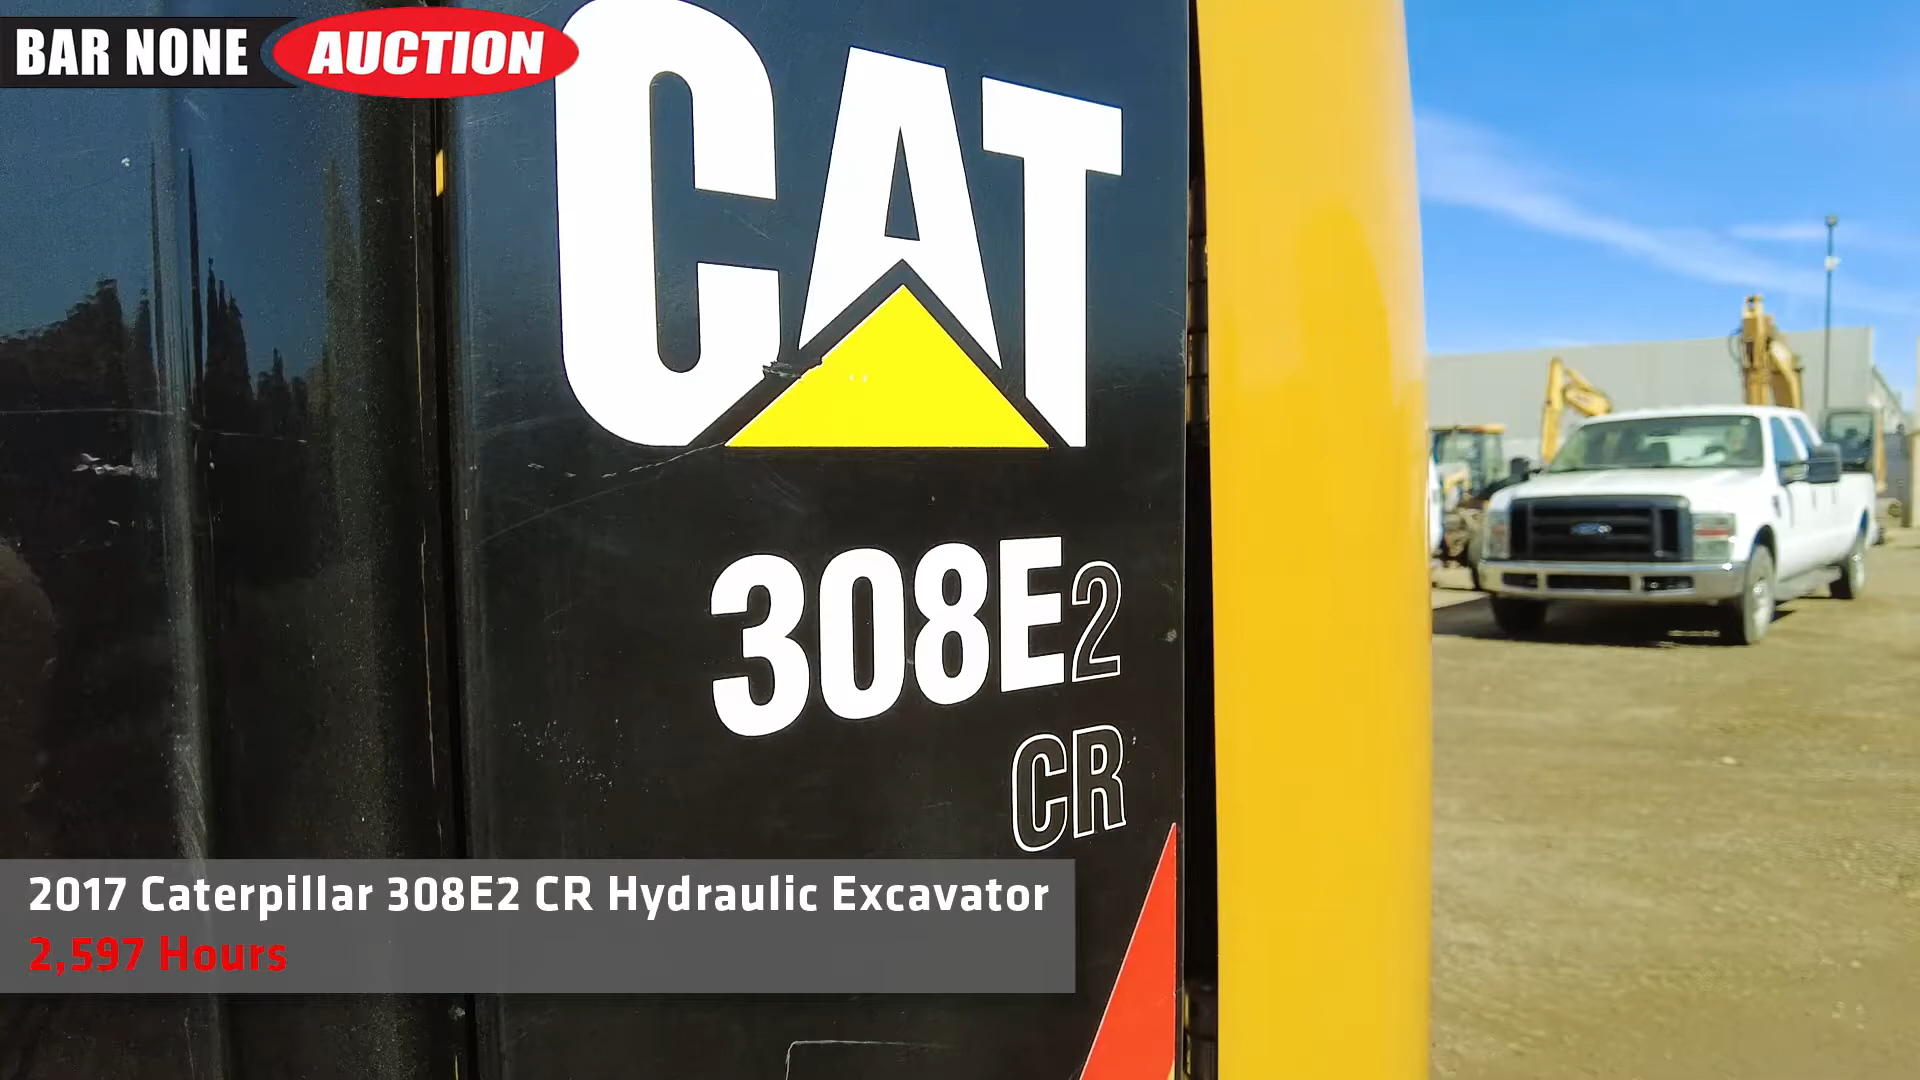 BAR NONE AUCTION
CAT
308E2
CR
2017 Caterpillar 308E2 CR Hydraulic Excavator
2,597 Hours